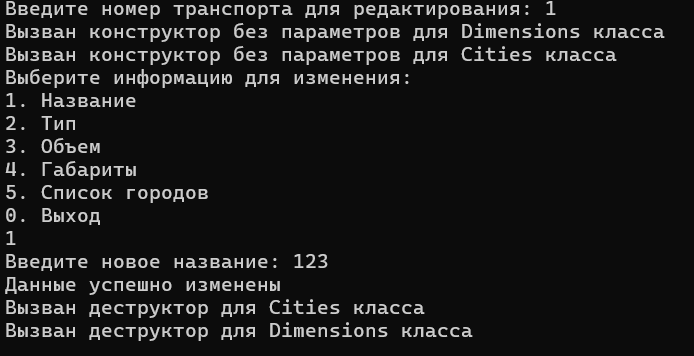 Введите номер транспорта для редактирования: 1
Вызван конструктор без параметров для Dimensions класса
Вызван конструктор без параметров для Cities класса
Выберите информацию для изменения:
1. Название
2. Тип
3. Объем
4. Габариты
5. Список городов
0. Выход
1
Введите новое название: 123
Данные успешно изменены
Вызван деструктор для Cities класса
Вызван деструктор для Dimensions класса